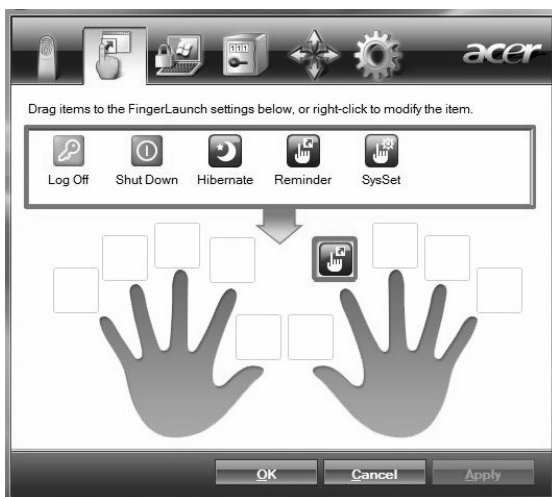 acer
Drag items to the FingerLaunch settings below, or right-click to modify the item.
Log Off Shut Down Hibernate Reminder SysSet
OK Cancel Apply